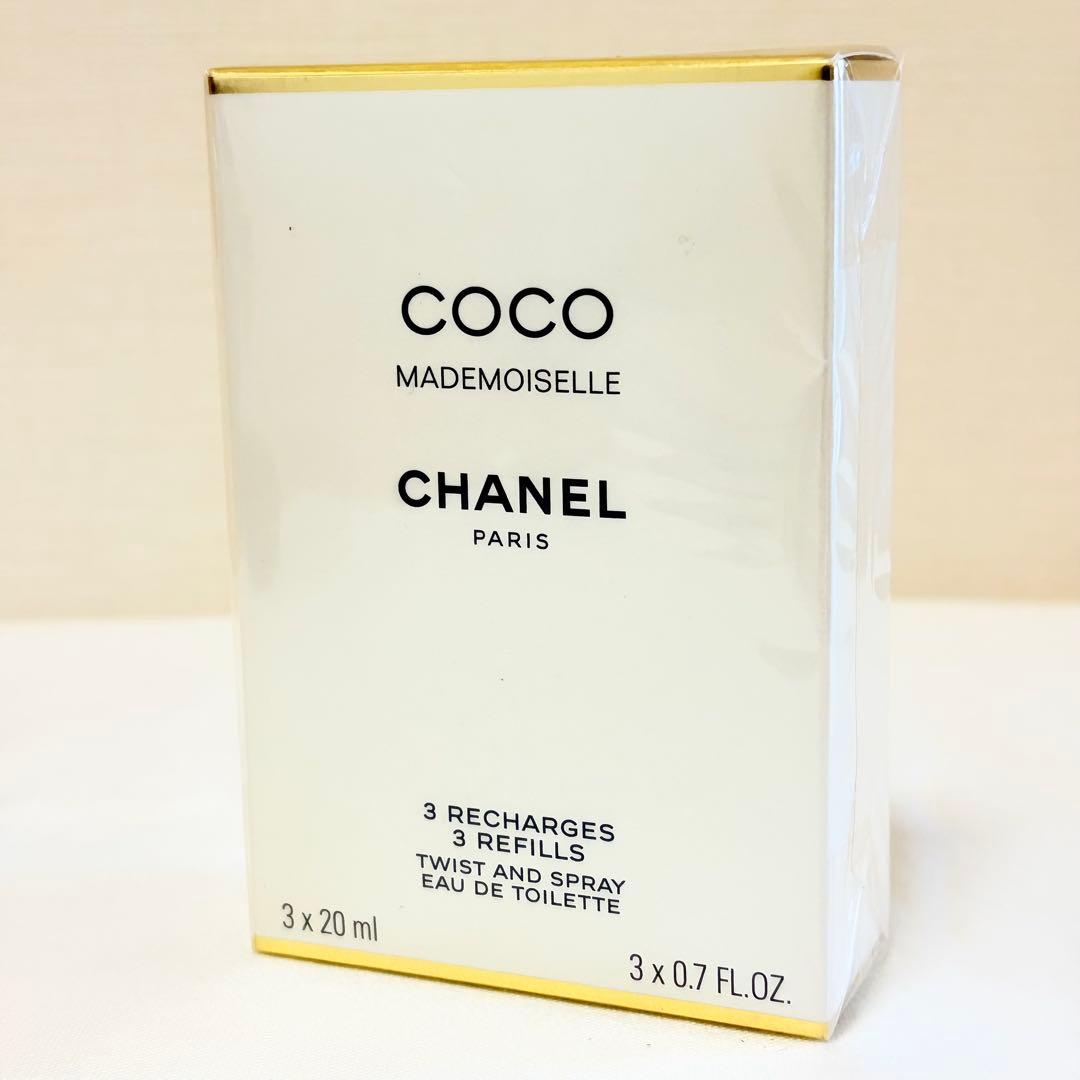 COCO
MADEMOISELLE
CHANEL
PARIS
3 RECHARGES
3 REFILLS
TWIST AND SPRAY
EAU DE TOILETTE
3 x 20 ml
3 x 0.7 FL.OZ.